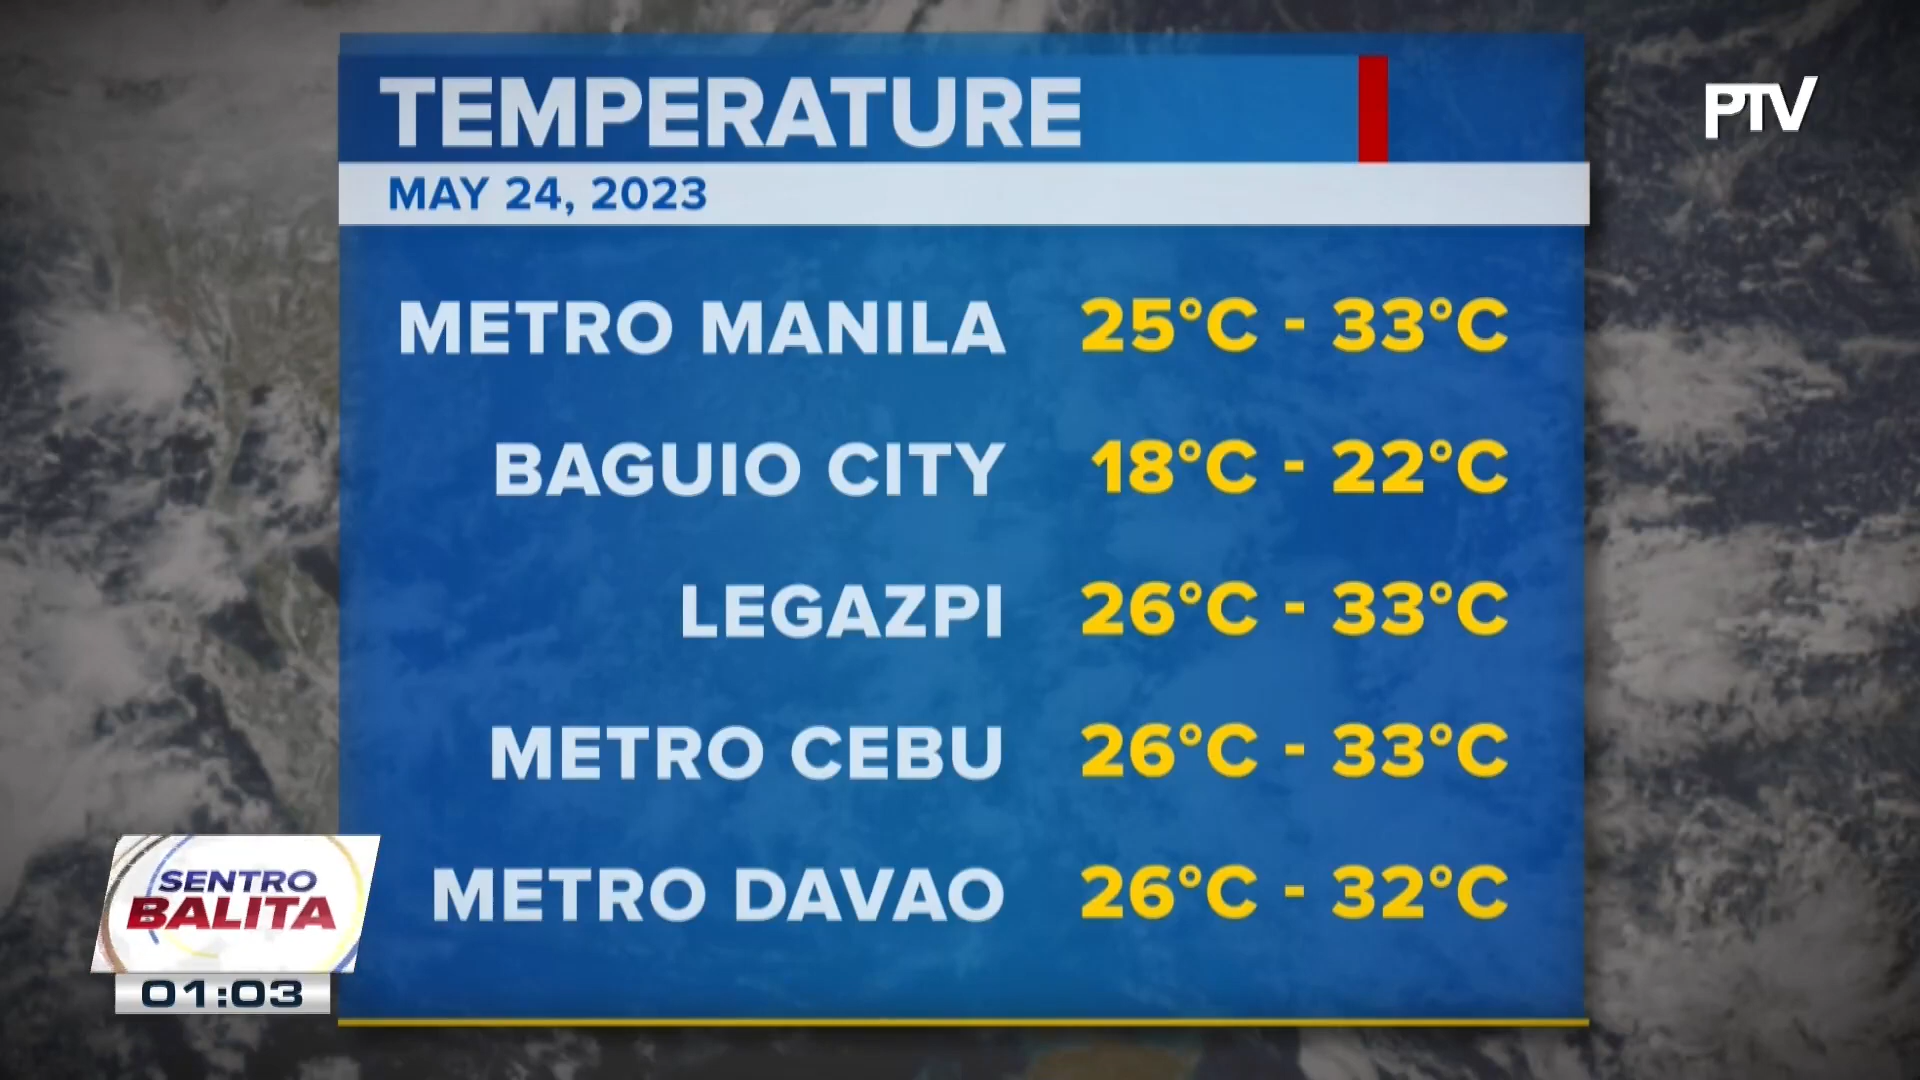 TEMPERATURE
PTV
MAY 24, 2023
METRO MANILA 25°C - 33°C
BAGUIO CITY 18°C - 22°C
LEGAZPI 26°C - 33°C
METRO CEBU 26°C - 33°C
METRO DAVAO 26°C - 32°C
SENTRO
BALITA
01:03